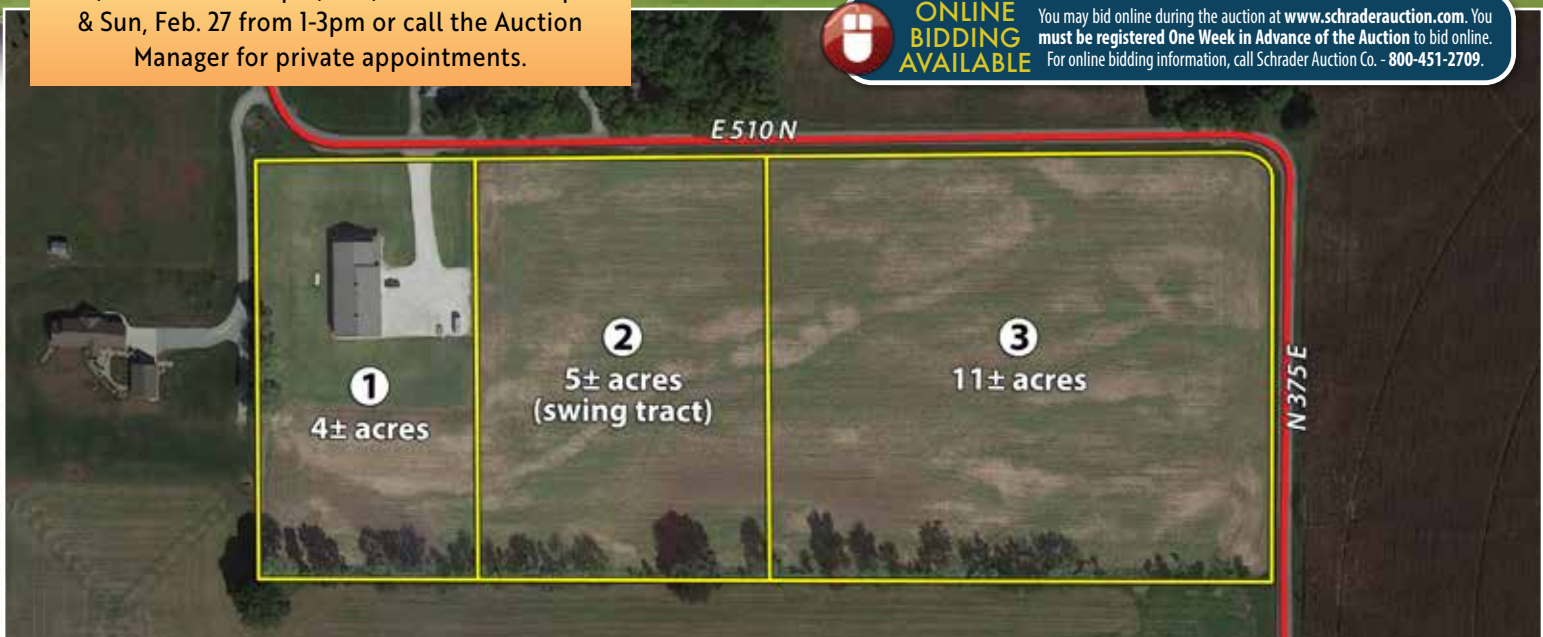 & Sun, Feb. 27 from 1-3pm or call the Auction
Manager for private appointments.
ONLINE
BIDDING
AVAILABLE
You may bid online during the auction at www.schraderauction.com. You
must be registered One Week in Advance of the Auction to bid online.
For online bidding information, call Schrader Auction Co. - 800-451-2709.
E 510 N
1
4± acres
2
5± acres
(swing tract)
3
11± acres
N 375 E